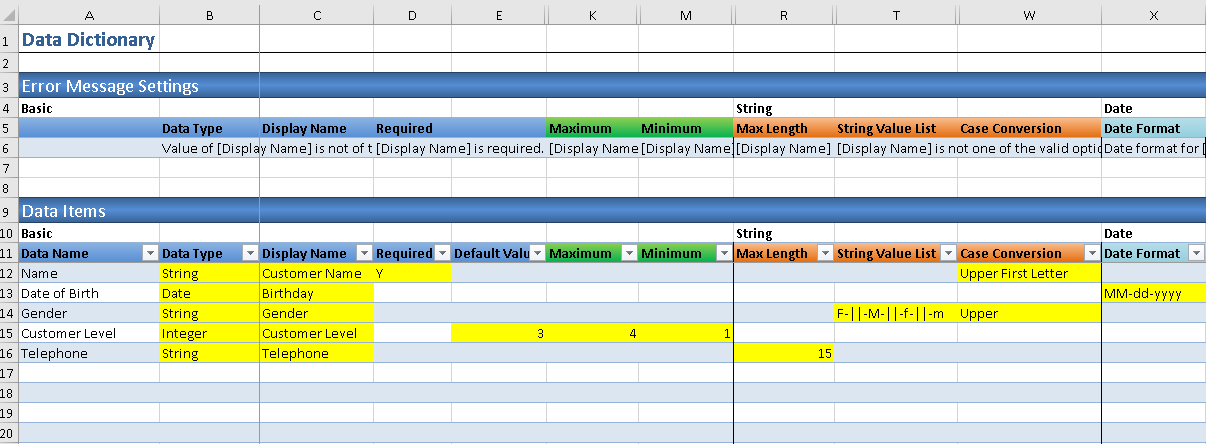 A B C D E K M R T W X
1 Data Dictionary
2
3 Error Message Settings
4 Basic String Date
5 Data Type Display Name Required Maximum Minimum Max Length String Value List Case Conversion Date Format
6 Value of [Display Name] is not of t [Display Name] is required. [Display Name [Display Name] [Display Name] [Display Name] is not one of the valid optic Date format for [
7
8
9 Data Items
10 Basic String Date
11 Data Name Data Type Display Name Required Default Valu Maximum Minimum Max Length String Value List Case Conversion Date Format
12 Name String Customer Name Y Upper First Letter
13 Date of Birth Date Birthday MM-dd-yyyy
14 Gender String Gender F-||-M-||-f-||-m Upper
15 Customer Level Integer Customer Level 3 4 1
16 Telephone String Telephone 15
17
18
19
20